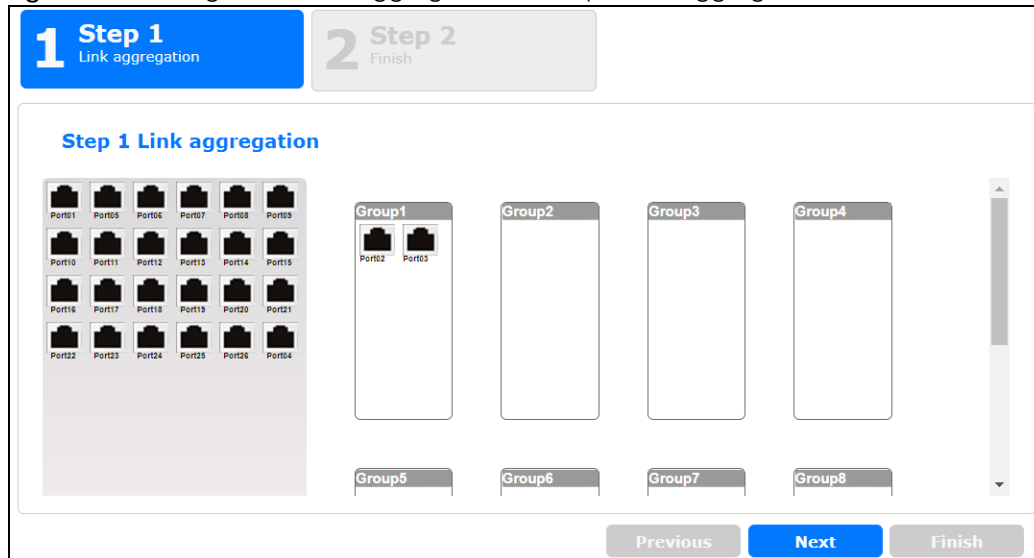 1 Step 1
Link aggregation
2 Step 2
Finish
Step 1 Link aggregation
Port01 Port05 Port06 Port07 Port08 Port09
Port10 Port11 Port12 Port13 Port14 Port15
Port16 Port17 Port18 Port19 Port20 Port21
Port22 Port23 Port24 Port25 Port26 Port04
Group1 Group2 Group3 Group4
Port02 Port03
Group5 Group6 Group7 Group8
Previous Next Finish